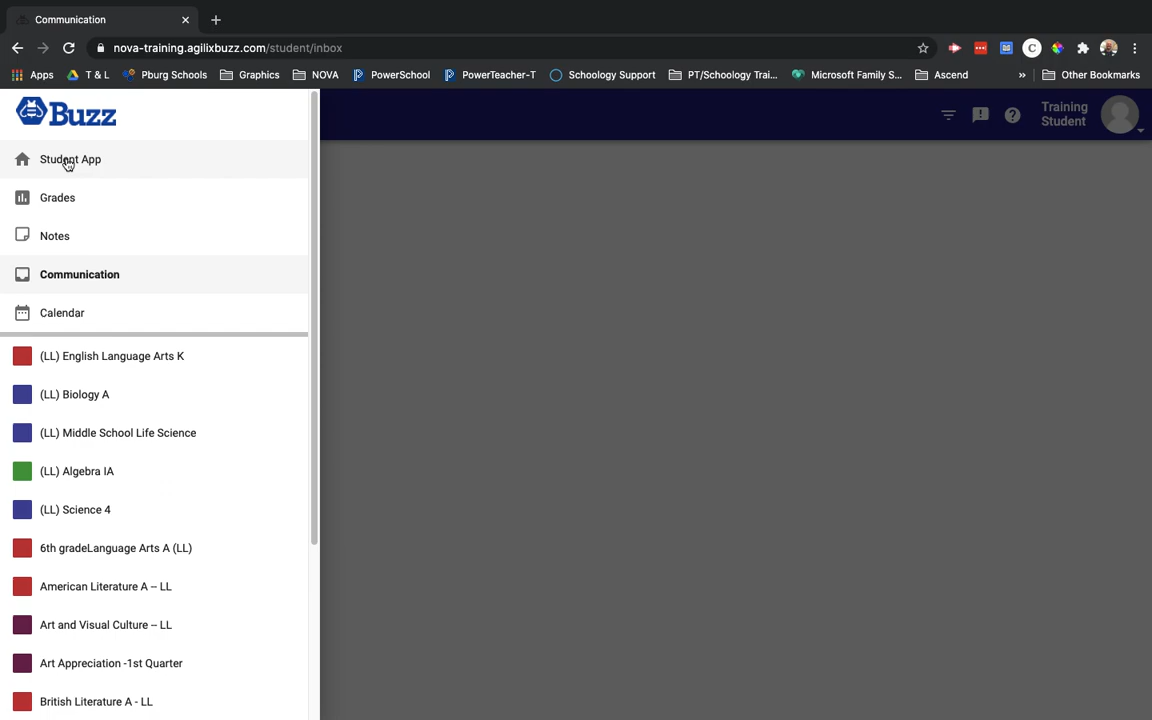 Communication
nova-training.agilixbuzz.com/student/inbox
Apps T & L Pburg Schools Graphics NOVA PowerSchool PowerTeacher-T Schoology Support PT/Schoology Trai... Microsoft Family S... Ascend » Other Bookmarks
Buzz
Training
Student
Student App
Grades
Notes
Communication
Calendar
(LL) English Language Arts K
(LL) Biology A
(LL) Middle School Life Science
(LL) Algebra IA
(LL) Science 4
6th gradeLanguage Arts A (LL)
American Literature A – LL
Art and Visual Culture – LL
Art Appreciation -1st Quarter
British Literature A - LL